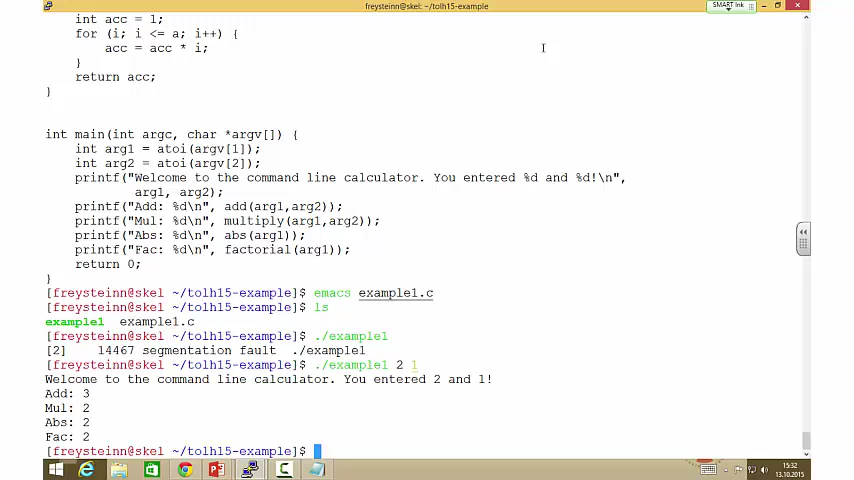 freysteinn@skel: ~/tolh15-example
SMART Ink
int acc = 1;
for (i; i <= a; i++) {
acc = acc * i;
}
return acc;
}
int main(int argc, char *argv[]) {
int arg1 = atoi(argv[1]);
int arg2 = atoi(argv[2]);
printf("Welcome to the command line calculator. You entered %d and %d!\n",
arg1, arg2);
printf("Add: %d\n", add(arg1,arg2));
printf("Mul: %d\n", multiply(arg1,arg2));
printf("Abs: %d\n", abs(arg1));
printf("Fac: %d\n", factorial(arg1));
return 0;
}
[freysteinn@skel ~/tolh15-example]$ emacs example1.c
[freysteinn@skel ~/tolh15-example]$ ls
example1  example1.c
[freysteinn@skel ~/tolh15-example]$ ./example1
[2]    14467 segmentation fault  ./example1
[freysteinn@skel ~/tolh15-example]$ ./example1 2 1
Welcome to the command line calculator. You entered 2 and 1!
Add: 3
Mul: 2
Abs: 2
Fac: 2
[freysteinn@skel ~/tolh15-example]$
15:32
13.10.2015